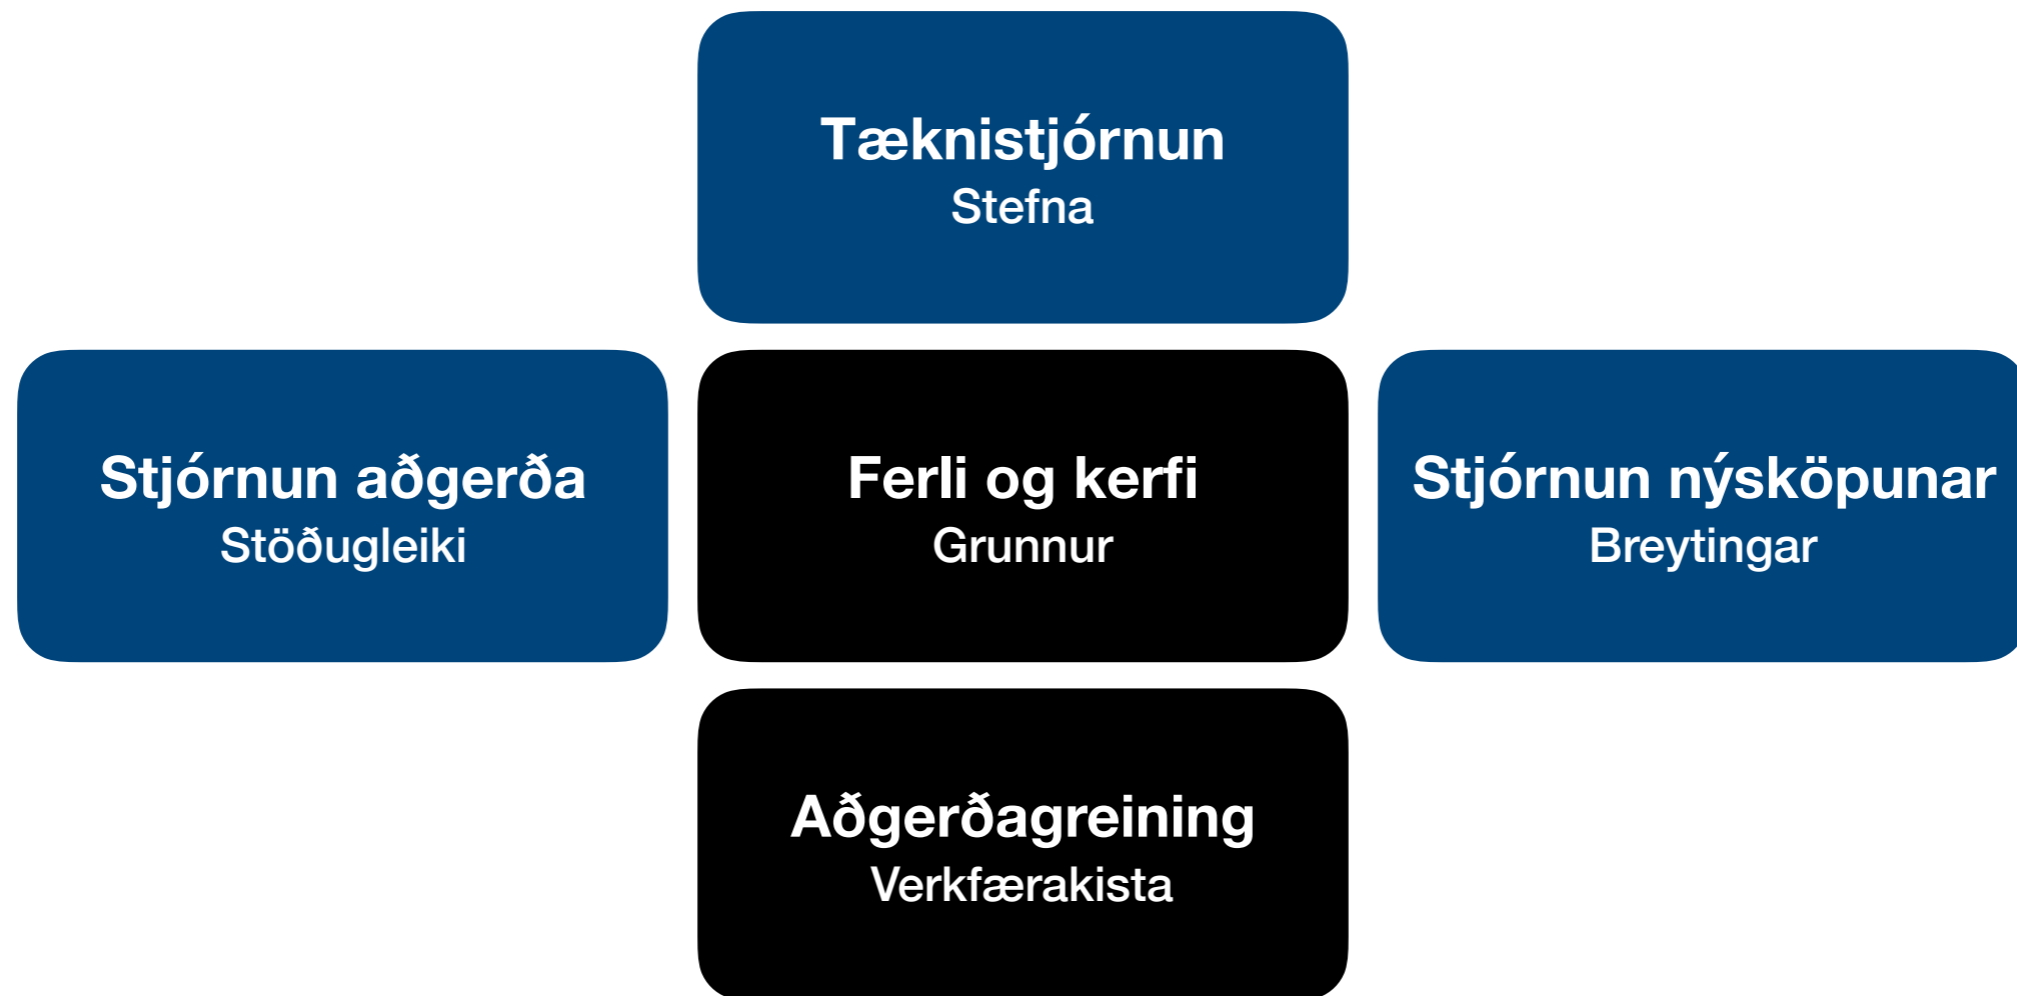 Tæknistjórnun
Stefna
Stjórnun aðgerða
Stöðugleiki
Ferli og kerfi
Grunnur
Stjórnun nýsköpunar
Breytingar
Aðgerðagreining
Verkfærakista